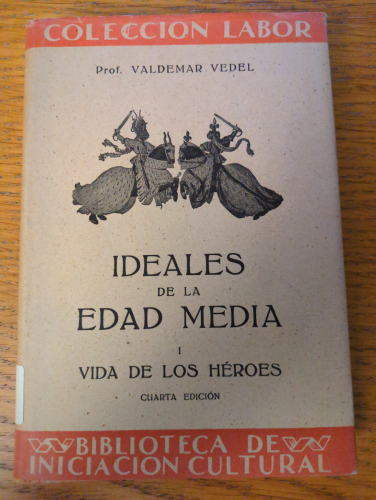 COLECCION LABOR
Prof. VALDEMAR VEDEL
IDEALES
DE LA
EDAD MEDIA
I
VIDA DE LOS HÉROES
CUARTA EDICIÓN
BIBLIOTECA DE
INICIACION CULTURAL